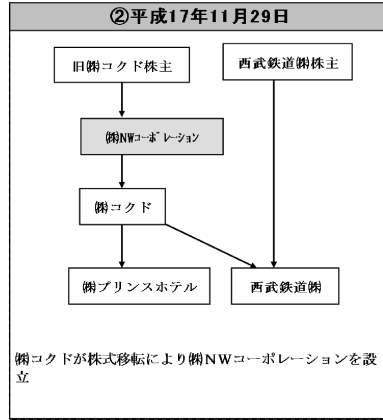 ②平成17年11月29日
旧㈱コクド株主
西武鉄道㈱株主
㈱NWコーポレーション
㈱コクド
㈱プリンスホテル
西武鉄道㈱
㈱コクドが株式移転により㈱NWコーポレーションを設
立